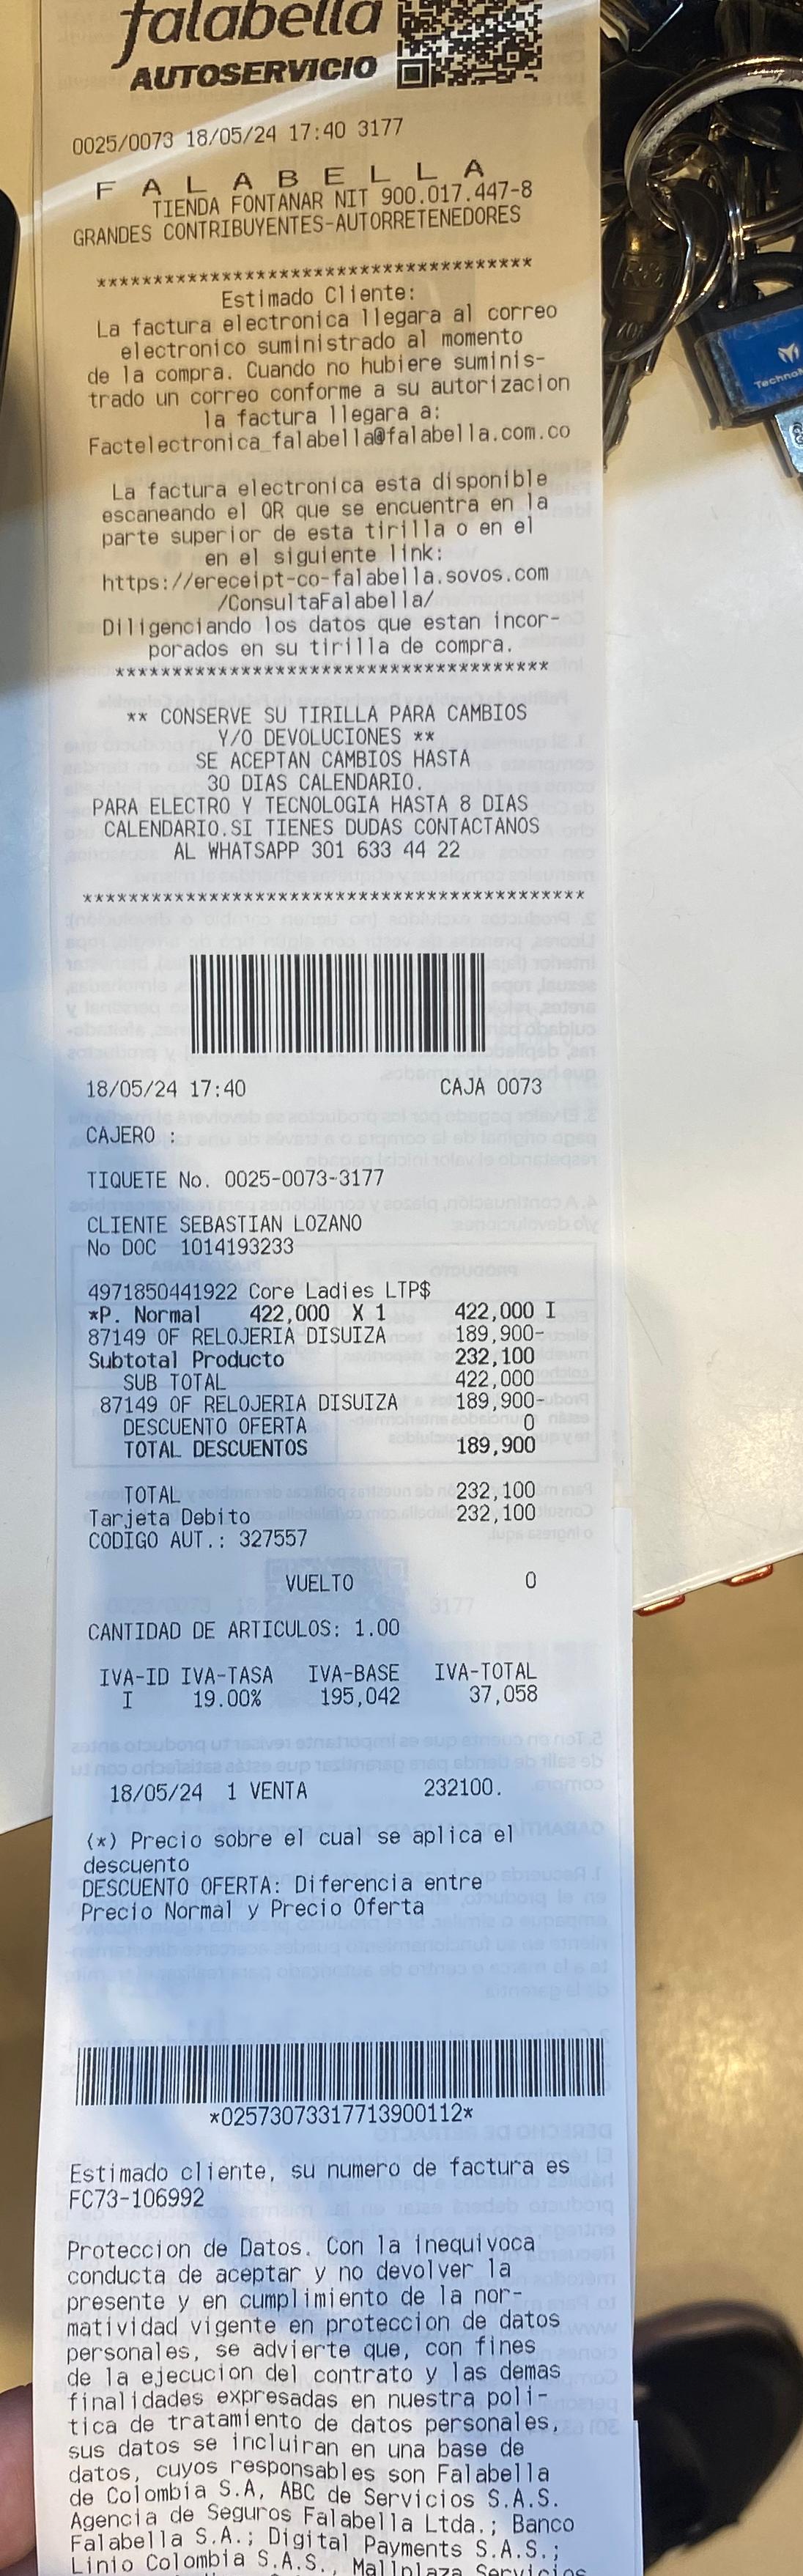 falabella
AUTOSERVICIO
0025/0073 18/05/24 17:40 3177
F A L A B E L L A
TIENDA FONTANAR NIT 900.017.447-8
GRANDES CONTRIBUYENTES-AUTORRETENEDORES
**************************************
Estimado Cliente:
La factura electronica llegara al correo
electronico suministrado al momento
de la compra. Cuando no hubiere suminis-
trado un correo conforme a su autorizacion
la factura llegara a:
Factelectronica_falabella@falabella.com.co
La factura electronica esta disponible
escaneando el QR que se encuentra en la
parte superior de esta tirilla o en el
en el siguiente link:
https://ereceipt-co-falabella.sovos.com
/ConsultaFalabella/
Diligenciando los datos que estan incor-
porados en su tirilla de compra.
**************************************
** CONSERVE SU TIRILLA PARA CAMBIOS
Y/O DEVOLUCIONES **
SE ACEPTAN CAMBIOS HASTA
30 DIAS CALENDARIO.
PARA ELECTRO Y TECNOLOGIA HASTA 8 DIAS
CALENDARIO.SI TIENES DUDAS CONTACTANOS
AL WHATSAPP 301 633 44 22
********************************************
18/05/24 17:40 CAJA 0073
CAJERO :
TIQUETE No. 0025-0073-3177
CLIENTE SEBASTIAN LOZANO
No DOC 1014193233
4971850441922 Core Ladies LTP$
*P. Normal 422,000 X 1 422,000 I
87149 OF RELOJERIA DISUIZA 189,900-
Subtotal Producto 232,100
SUB TOTAL 422,000
87149 OF RELOJERIA DISUIZA 189,900-
DESCUENTO OFERTA 0
TOTAL DESCUENTOS 189,900
TOTAL 232,100
Tarjeta Debito 232,100
CODIGO AUT.: 327557
VUELTO 0
CANTIDAD DE ARTICULOS: 1.00
IVA-ID IVA-TASA IVA-BASE IVA-TOTAL
I 19.00% 195,042 37,058
18/05/24 1 VENTA 232100.
(*) Precio sobre el cual se aplica el
descuento
DESCUENTO OFERTA: Diferencia entre
Precio Normal y Precio Oferta
*025730733177139001 12*
Estimado cliente, su numero de factura es
FC73-106992
Proteccion de Datos. Con la inequivoca
conducta de aceptar y no devolver la
presente y en cumplimiento de la nor-
matividad vigente en proteccion de datos
personales, se advierte que, con fines
de la ejecucion del contrato y las demas
finalidades expresadas en nuestra poli-
tica de tratamiento de datos personales,
sus datos se incluiran en una base de
datos, cuyos responsables son Falabella
de Colombia S.A, ABC de Servicios S.A.S.
Agencia de Seguros Falabella Ltda.; Banco
Falabella S.A.; Digital Payments S.A.S.;
Linio Colombia S.A.S., Mallplaza Servicios